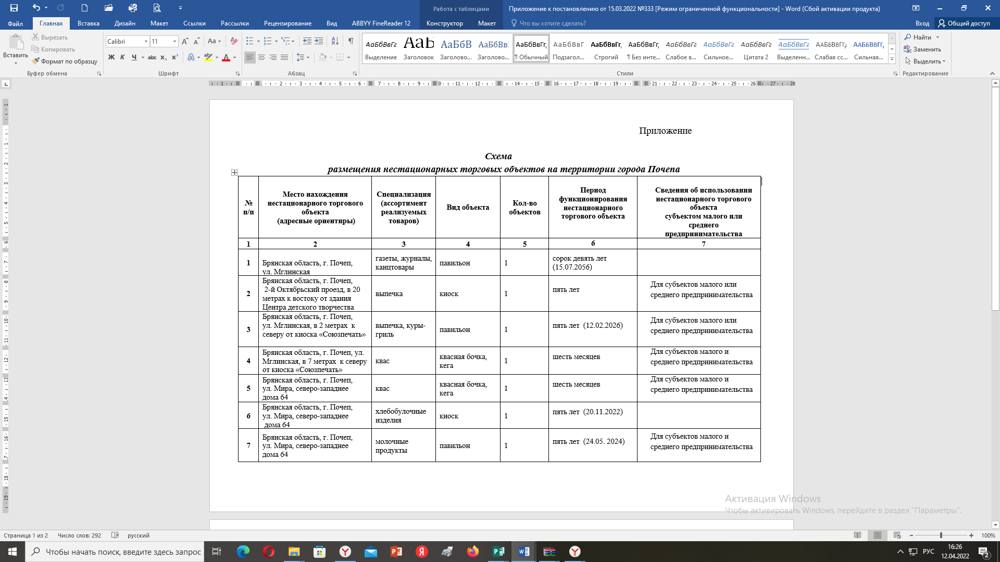 Работа с таблицами
Приложение к постановлению от 15.03.2022 №333 [Режим ограниченной функциональности] - Word (Сбой активации продукта)
Файл Главная Вставка Дизайн Макет Ссылки Рассылки Рецензирование Вид ABBYY FineReader 12 Конструктор Макет Что вы хотите сделать? Вход Общий доступ
Вставить
Вырезать
Копировать
Формат по образцу
Буфер обмена
Calibri 11
Ж К Ч abc x₂ x²
Шрифт
Абзац
АаБбВвГг АаБ АаБбВ АаБбВв АаБбВвГг, АаБбВвГ АаБбВвГг, АаБбВвГг, АаБбВвГг АаБбВвГг АаБбВвГг АаБбВвГг АаБбВвГг АаБбВвГг
Выделение Заголовок Заголово... Заголово... ¶ Обычный Подзагол... Строгий ¶ Без инте... Слабое в... Сильное... Цитата 2 Выделенн... Слабая сс... Сильная...
Стили
Найти
Заменить
Выделить
Редактирование
Приложение
Схема
размещения нестационарных торговых объектов на территории города Почепа
№
п/п
Место нахождения
нестационарного торгового
объекта
(адресные ориентиры)
Специализация
(ассортимент
реализуемых
товаров)
Вид объекта
Кол-во
объектов
Период
функционирования
нестационарного
торгового объекта
Сведения об использовании
нестационарного торгового
объекта
субъектом малого или
среднего
предпринимательства
1 2 3 4 5 6 7
1
Брянская область, г. Почеп,
ул. Мглинская
газеты, журналы,
канцтовары
павильон
1
сорок девять лет
(15.07.2056)
2
Брянская область, г. Почеп,
2-й Октябрьский проезд, в 20
метрах к востоку от здания
Центра детского творчества
выпечка
киоск
1
пять лет
Для субъектов малого или
среднего предпринимательства
3
Брянская область, г. Почеп,
ул. Мглинская, в 2 метрах к
северу от киоска «Союзпечать»
выпечка, куры-
гриль
павильон
1
пять лет (12.02.2026)
Для субъектов малого или
среднего предпринимательства
4
Брянская область, г. Почеп, ул.
Мглинская, в 7 метрах к северу
от киоска «Союзпечать»
квас
квасная бочка,
кега
1
шесть месяцев
Для субъектов малого и
среднего предпринимательства
5
Брянская область, г. Почеп,
ул. Мира, северо-западнее
дома 64
квас
квасная бочка,
кега
1
шесть месяцев
Для субъектов малого и
среднего предпринимательства
6
Брянская область, г. Почеп,
ул. Мира, северо-западнее
дома 64
хлебобулочные
изделия
киоск
1
пять лет (20.11.2022)
7
Брянская область, г. Почеп,
ул. Мира, северо-западнее
дома 64
молочные
продукты
павильон
1
пять лет (24.05. 2024)
Для субъектов малого и
среднего предпринимательства
Активация Windows
Чтобы активировать Windows, перейдите в раздел "Параметры".
Страница 1 из 2 Число слов: 292 русский 100%
Чтобы начать поиск, введите здесь запрос
РУС
16:26
12.04.2022
2